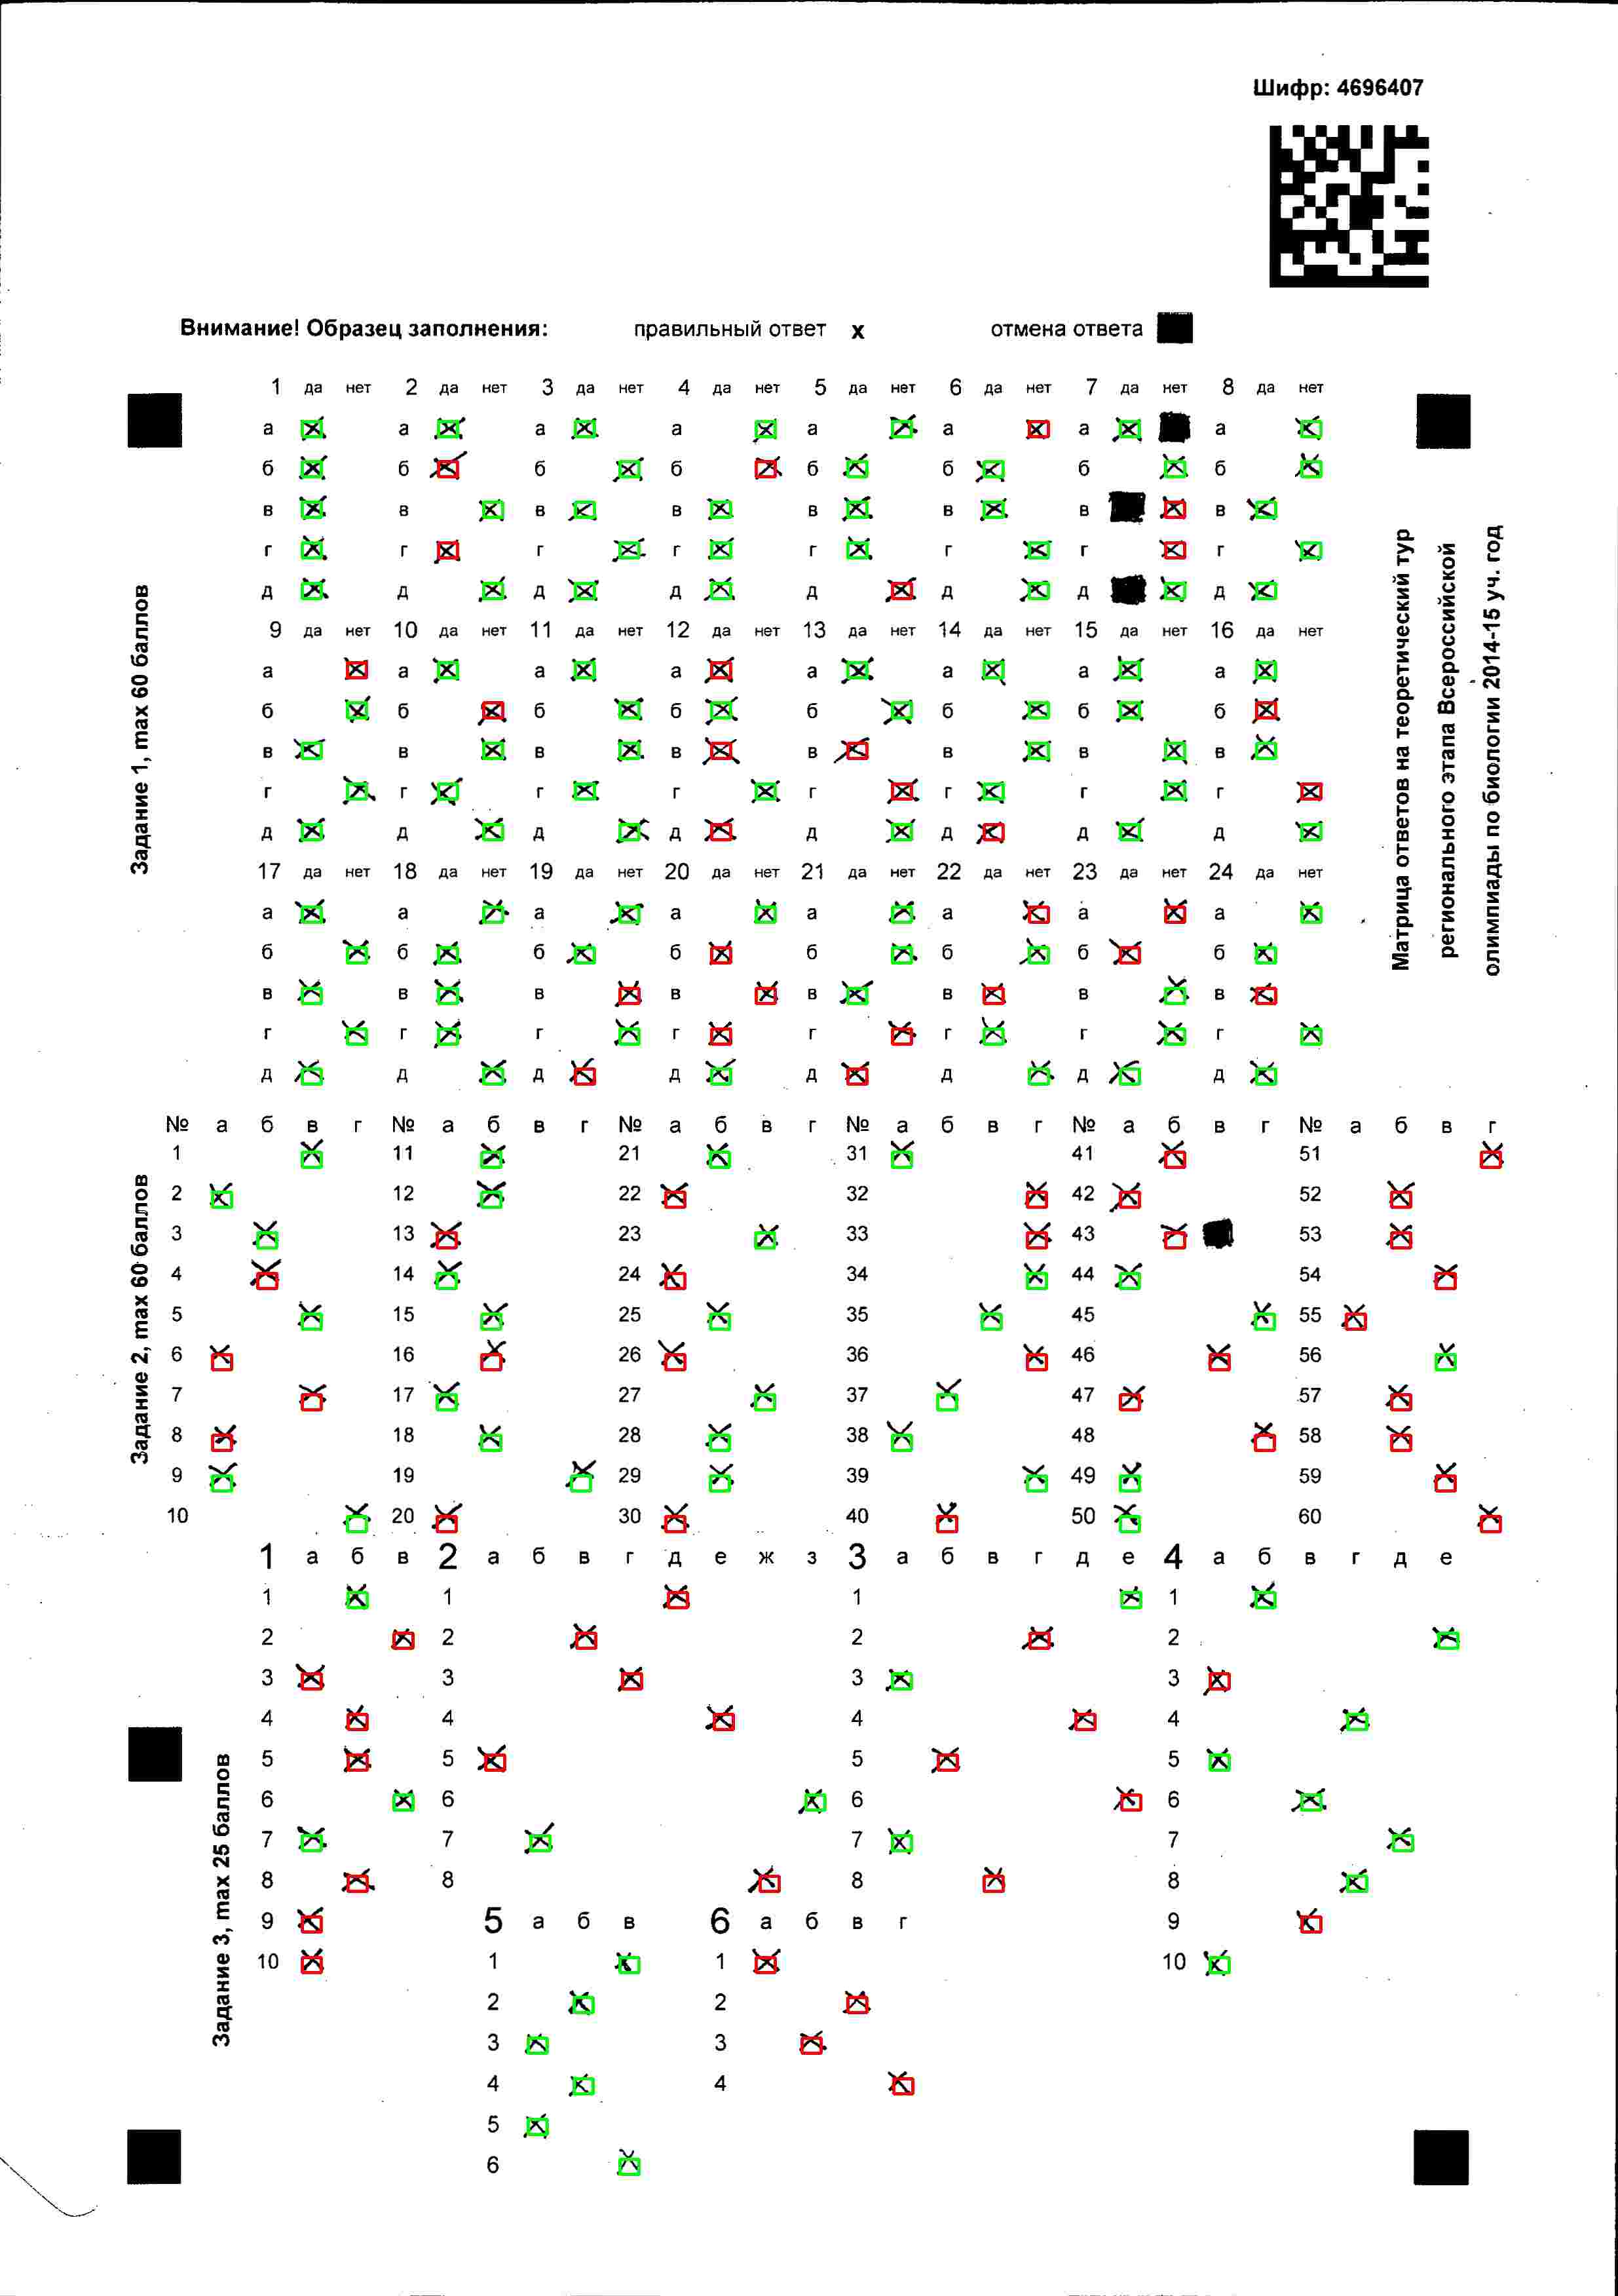 Шифр: 4696407
Внимание! Образец заполнения: правильный ответ x отмена ответа
1 да нет 2 да нет 3 да нет 4 да нет 5 да нет 6 да нет 7 да нет 8 да нет
а а а а а а а а
б б б б б б б б
в в в в в в в в
г г г г г г г г
д д д д д д д д
9 да нет 10 да нет 11 да нет 12 да нет 13 да нет 14 да нет 15 да нет 16 да нет
а а а а а а а а
б б б б б б б б
в в в в в в в в
г г г г г г г г
д д д д д д д д
17 да нет 18 да нет 19 да нет 20 да нет 21 да нет 22 да нет 23 да нет 24 да нет
а а а а а а а а
б б б б б б б б
в в в в в в в в
г г г г г г г г
д д д д д д д д
Задание 1, max 60 баллов
Матрица ответов на теоретический тур
регионального этапа Всероссийской
олимпиады по биологии 2014-15 уч. год
№ а б в г № а б в г № а б в г № а б в г № а б в г № а б в г
1 11 21 31 41 51
2 12 22 32 42 52
3 13 23 33 43 53
4 14 24 34 44 54
5 15 25 35 45 55
6 16 26 36 46 56
7 17 27 37 47 57
8 18 28 38 48 58
9 19 29 39 49 59
10 20 30 40 50 60
Задание 2, max 60 баллов
1 а б в 2 а б в г д е ж з 3 а б в г д е 4 а б в г д е
1 1 1 1
2 2 2 2
3 3 3 3
4 4 4 4
5 5 5 5
6 6 6 6
7 7 7 7
8 8 8 8
9 5 а б в 6 а б в г 9
10 1 1 10
2 2
3 3
4 4
5
6
Задание 3, max 25 баллов